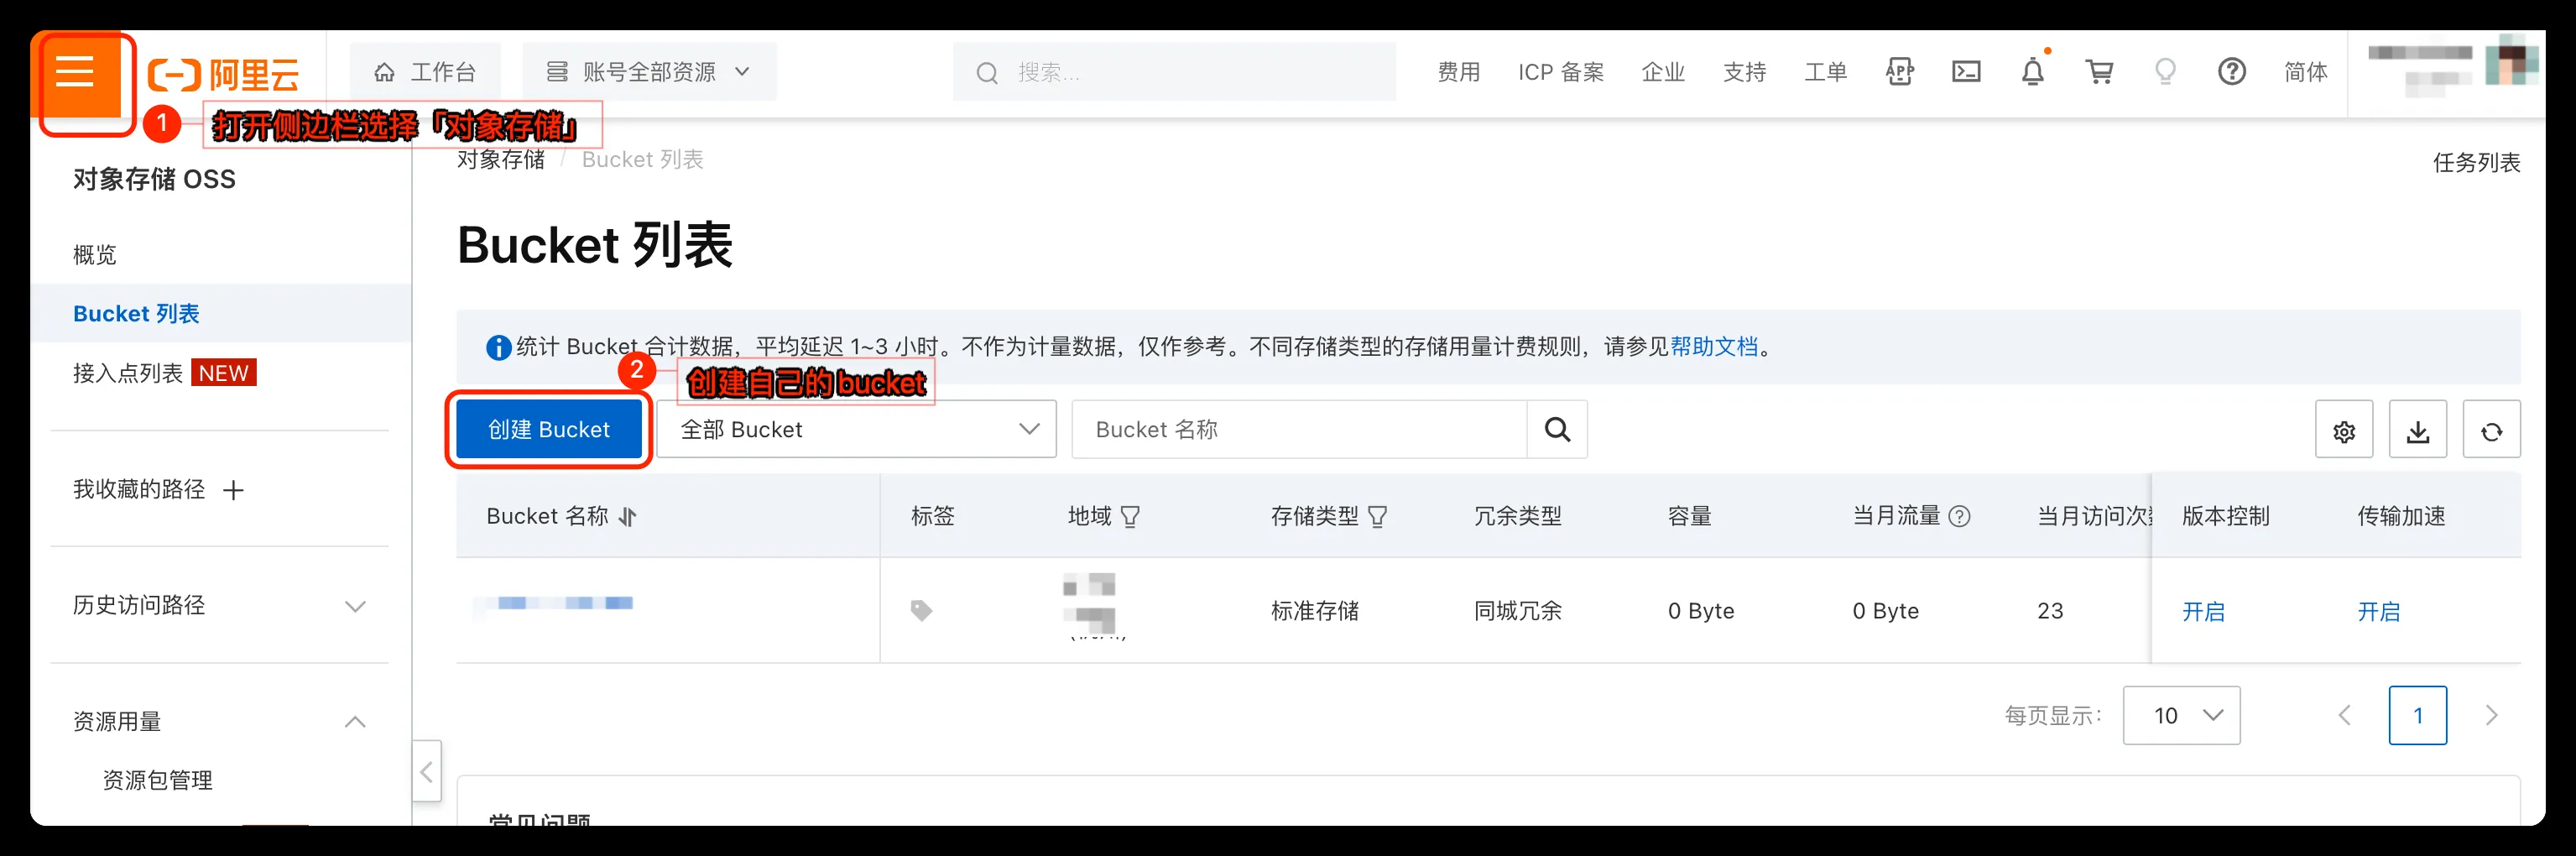 阿里云
工作台
账号全部资源
搜索...
费用
ICP 备案
企业
支持
工单
APP
简体
1
打开侧边栏选择「对象存储」
对象存储 / Bucket 列表
任务列表
对象存储 OSS
概览
Bucket 列表
接入点列表 NEW
我收藏的路径
历史访问路径
资源用量
资源包管理
Bucket 列表
统计 Bucket 合计数据，平均延迟 1~3 小时。不作为计量数据，仅作参考。不同存储类型的存储用量计费规则，请参见帮助文档。
2
创建自己的bucket
创建 Bucket
全部 Bucket
Bucket 名称
Bucket 名称
标签
地域
存储类型
冗余类型
容量
当月流量
当月访问次
版本控制
传输加速
标准存储
同城冗余
0 Byte
0 Byte
23
开启
开启
每页显示：
10
1
常见问题